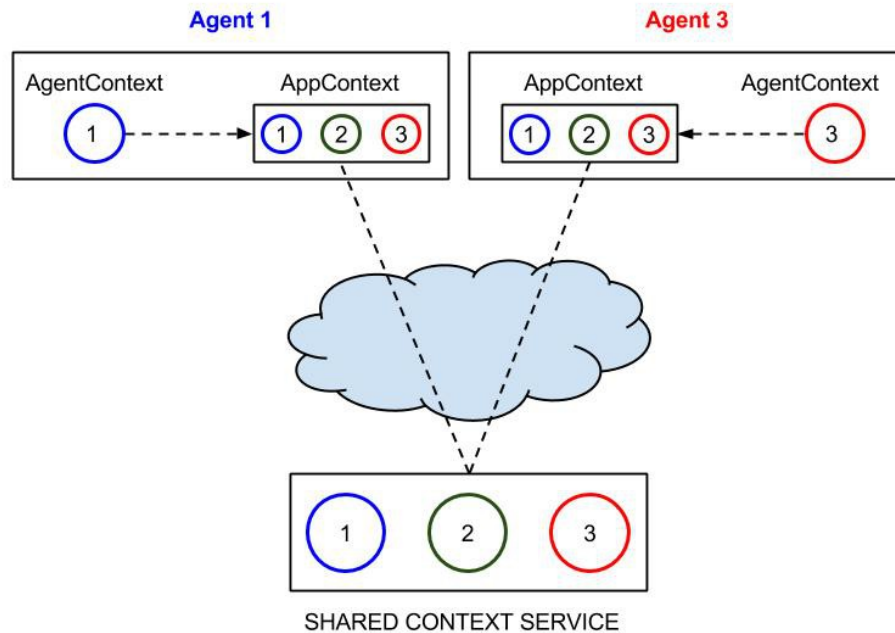 Agent 1
Agent 3
AgentContext
AppContext
AppContext
AgentContext
1
1
2
3
1
2
3
3
1
2
3
SHARED CONTEXT SERVICE